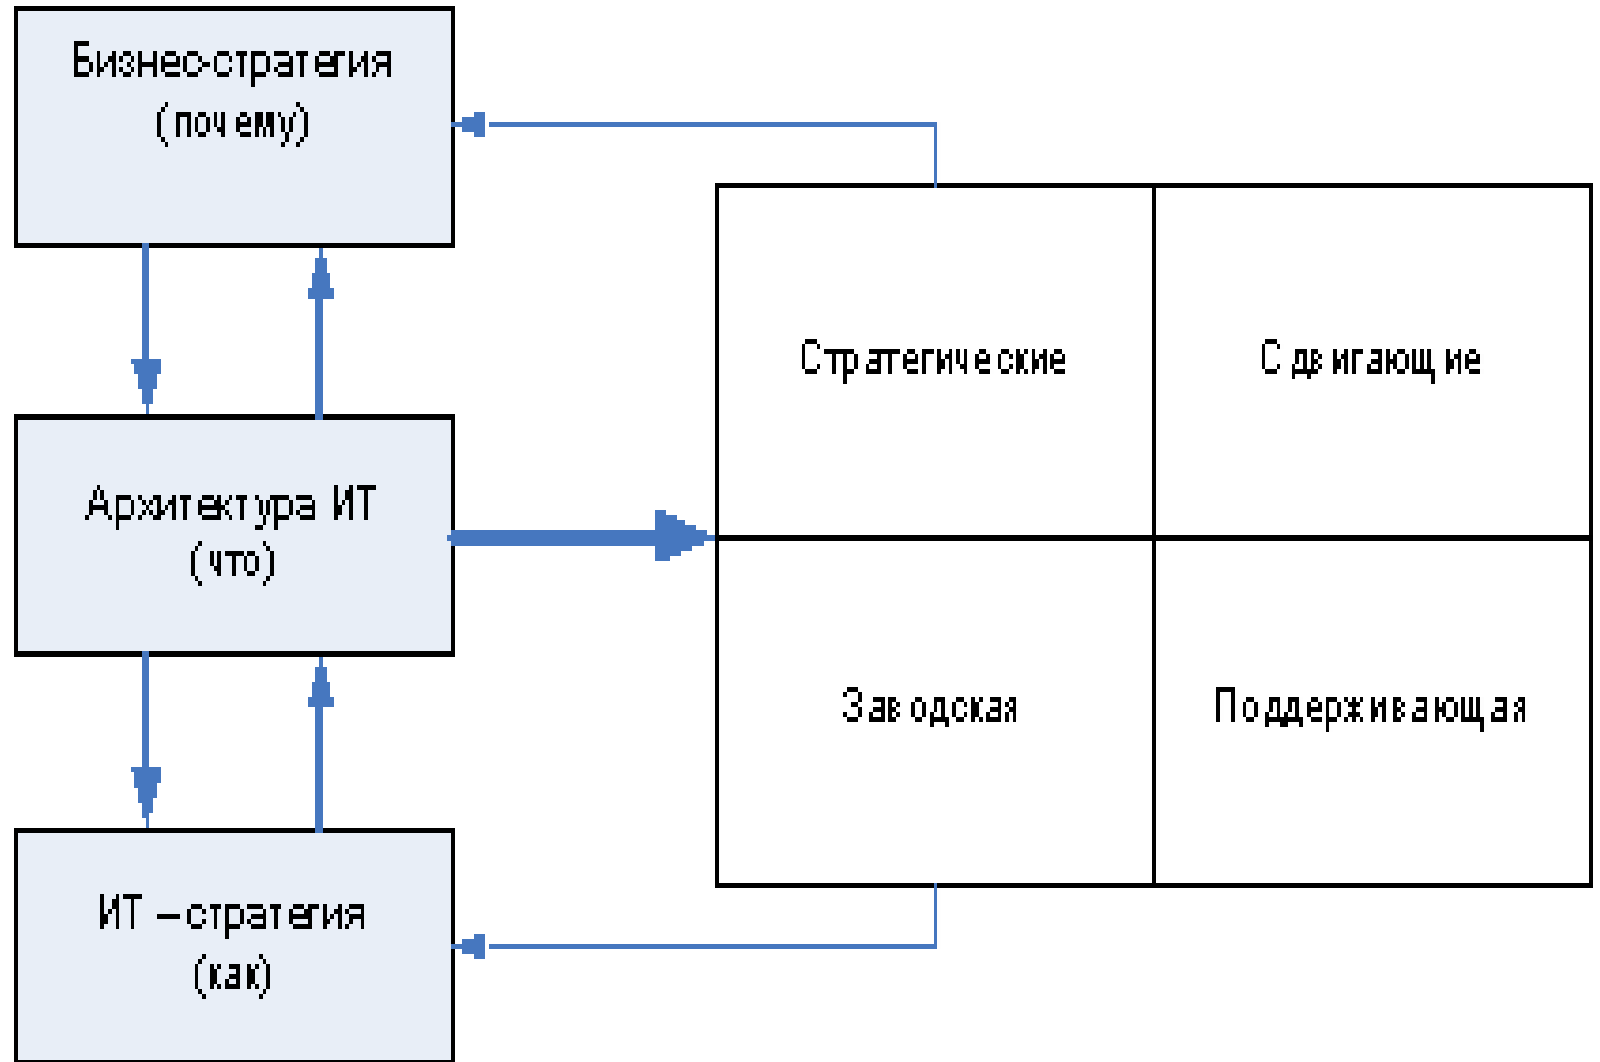 Бизнес-стратегия
(почему)
Стратегические
Сдвигающие
Архитектура ИТ
(что)
Заводская
Поддерживающая
ИТ – стратегия
(как)